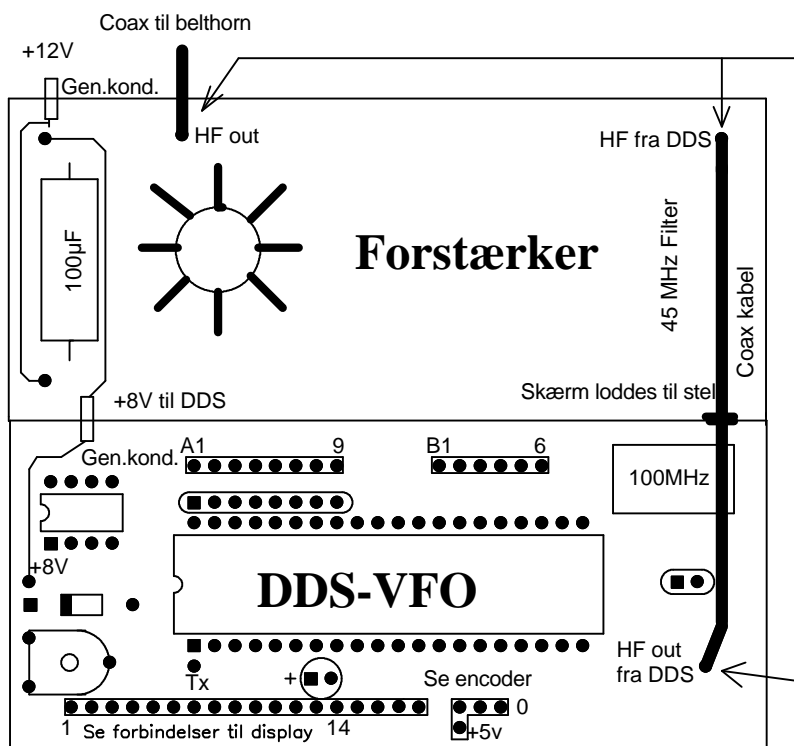 Coax til belthorn
+12V
Gen.kond.
HF out
HF fra DDS
100µF
Forstærker
45 MHz Filter
Coax kabel
Skærm loddes til stel
+8V til DDS
Gen.kond.
A1
9
B1
6
100MHz
+8V
DDS-VFO
HF out
fra DDS
Tx
+
Se encoder
0
+5v
1
Se forbindelser til display
14